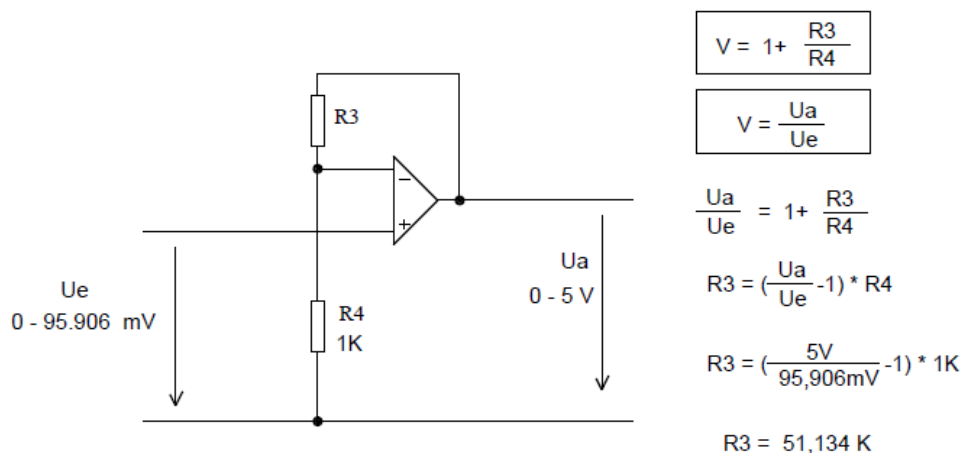 R3
−
+
Ue
0 - 95.906 mV
R4
1K
Ua
0 - 5 V
V = 1+ R3
R4
V = Ua
Ue
Ua
Ue = 1+ R3
R4
R3 = (Ua
Ue -1) * R4
R3 = (5V
95,906mV -1) * 1K
R3 = 51,134 K